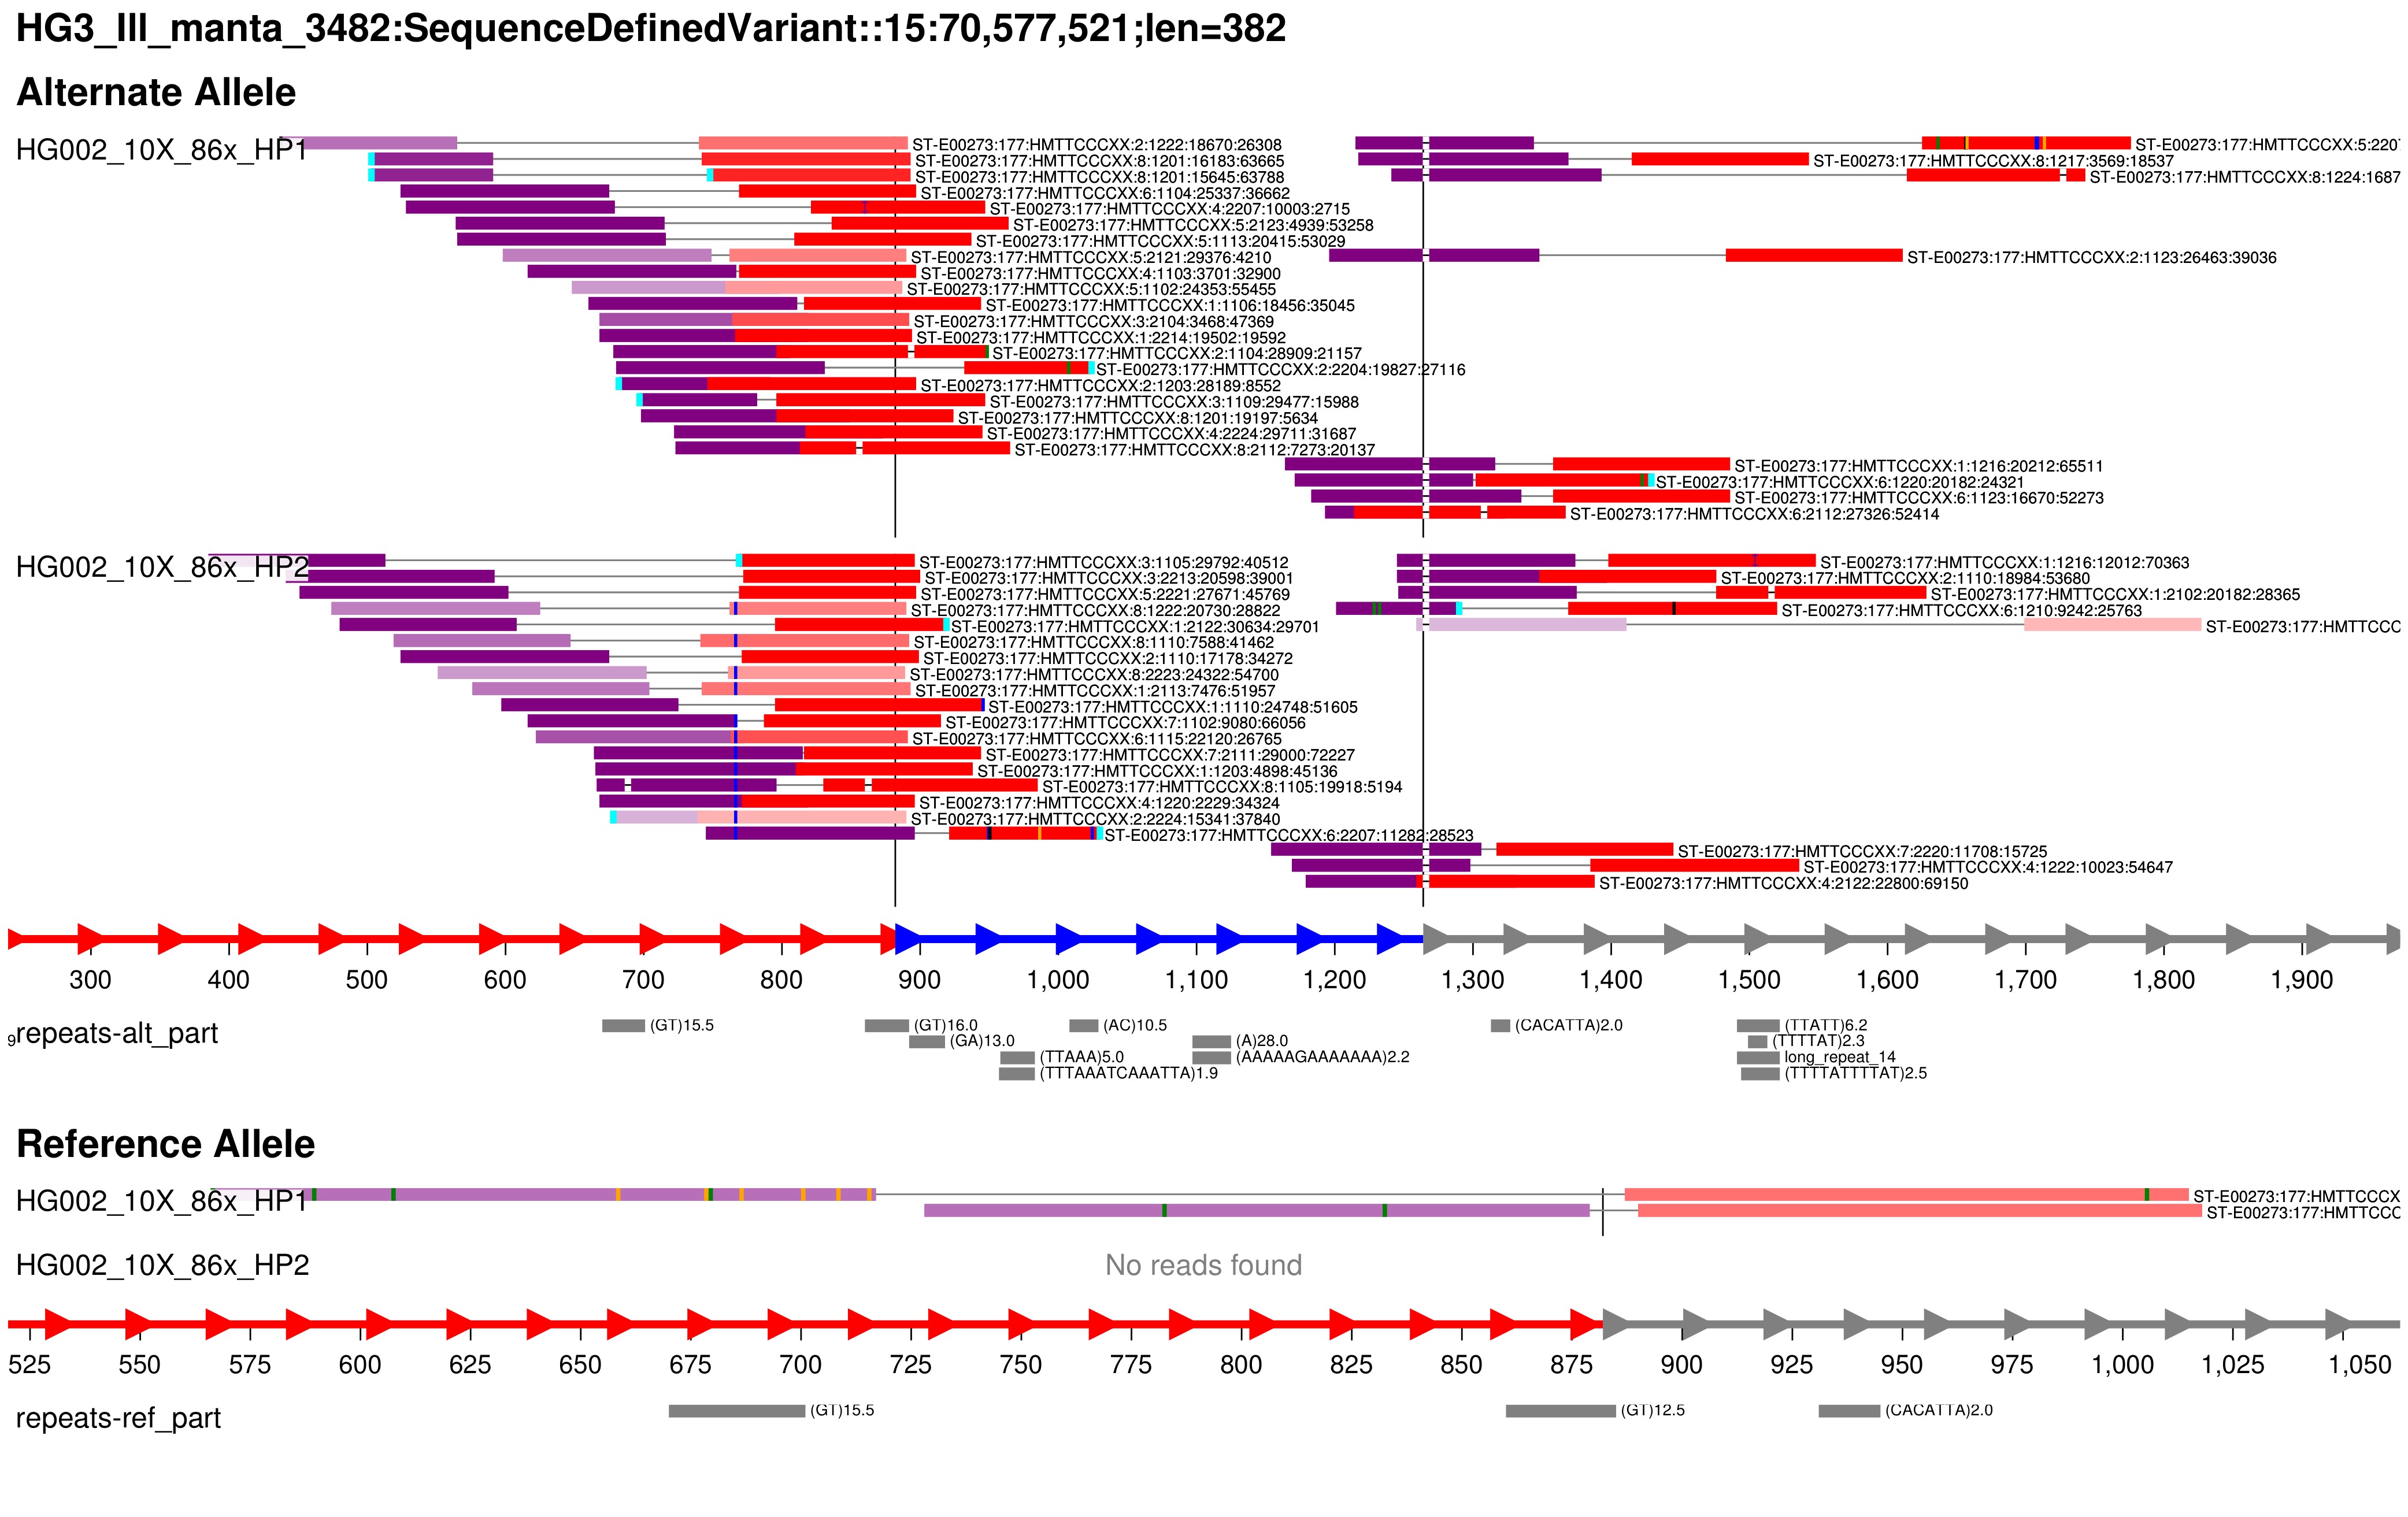 HG3_Ill_manta_3482:SequenceDefinedVariant::15:70,577,521;len=382
Alternate Allele
HG002_10X_86x_HP1
ST-E00273:177:HMTTCCCXX:2:1222:18670:26308
ST-E00273:177:HMTTCCCXX:5:220
ST-E00273:177:HMTTCCCXX:8:1201:16183:63665
ST-E00273:177:HMTTCCCXX:8:1217:3569:18537
ST-E00273:177:HMTTCCCXX:8:1201:15645:63788
ST-E00273:177:HMTTCCCXX:8:1224:1687
ST-E00273:177:HMTTCCCXX:6:1104:25337:36662
ST-E00273:177:HMTTCCCXX:4:2207:10003:2715
ST-E00273:177:HMTTCCCXX:5:2123:4939:53258
ST-E00273:177:HMTTCCCXX:5:1113:20415:53029
ST-E00273:177:HMTTCCCXX:5:2121:29376:4210
ST-E00273:177:HMTTCCCXX:2:1123:26463:39036
ST-E00273:177:HMTTCCCXX:4:1103:3701:32900
ST-E00273:177:HMTTCCCXX:5:1102:24353:55455
ST-E00273:177:HMTTCCCXX:1:1106:18456:35045
ST-E00273:177:HMTTCCCXX:3:2104:3468:47369
ST-E00273:177:HMTTCCCXX:1:2214:19502:19592
ST-E00273:177:HMTTCCCXX:2:1104:28909:21157
ST-E00273:177:HMTTCCCXX:2:2204:19827:27116
ST-E00273:177:HMTTCCCXX:2:1203:28189:8552
ST-E00273:177:HMTTCCCXX:3:1109:29477:15988
ST-E00273:177:HMTTCCCXX:8:1201:19197:5634
ST-E00273:177:HMTTCCCXX:4:2224:29711:31687
ST-E00273:177:HMTTCCCXX:8:2112:7273:20137
ST-E00273:177:HMTTCCCXX:1:1216:20212:65511
ST-E00273:177:HMTTCCCXX:6:1220:20182:24321
ST-E00273:177:HMTTCCCXX:6:1123:16670:52273
ST-E00273:177:HMTTCCCXX:6:2112:27326:52414
HG002_10X_86x_HP2
ST-E00273:177:HMTTCCCXX:3:1105:29792:40512
ST-E00273:177:HMTTCCCXX:1:1216:12012:70363
ST-E00273:177:HMTTCCCXX:3:2213:20598:39001
ST-E00273:177:HMTTCCCXX:2:1110:18984:53680
ST-E00273:177:HMTTCCCXX:5:2221:27671:45769
ST-E00273:177:HMTTCCCXX:1:2102:20182:28365
ST-E00273:177:HMTTCCCXX:8:1222:20730:28822
ST-E00273:177:HMTTCCCXX:6:1210:9242:25763
ST-E00273:177:HMTTCCCXX:1:2122:30634:29701
ST-E00273:177:HMTTCCC
ST-E00273:177:HMTTCCCXX:8:1110:7588:41462
ST-E00273:177:HMTTCCCXX:2:1110:17178:34272
ST-E00273:177:HMTTCCCXX:8:2223:24322:54700
ST-E00273:177:HMTTCCCXX:1:2113:7476:51957
ST-E00273:177:HMTTCCCXX:1:1110:24748:51605
ST-E00273:177:HMTTCCCXX:7:1102:9080:66056
ST-E00273:177:HMTTCCCXX:6:1115:22120:26765
ST-E00273:177:HMTTCCCXX:7:2111:29000:72227
ST-E00273:177:HMTTCCCXX:1:1203:4898:45136
ST-E00273:177:HMTTCCCXX:8:1105:19918:5194
ST-E00273:177:HMTTCCCXX:4:1220:2229:34324
ST-E00273:177:HMTTCCCXX:2:2224:15341:37840
ST-E00273:177:HMTTCCCXX:6:2207:11282:28523
ST-E00273:177:HMTTCCCXX:7:2220:11708:15725
ST-E00273:177:HMTTCCCXX:4:1222:10023:54647
ST-E00273:177:HMTTCCCXX:4:2122:22800:69150
300 400 500 600 700 800 900 1,000 1,100 1,200 1,300 1,400 1,500 1,600 1,700 1,800 1,900
9 repeats-alt_part
(GT)15.5 (GT)16.0 (AC)10.5 (CACATTA)2.0 (TTATT)6.2
(GA)13.0 (A)28.0 (TTTTAT)2.3
(TTAAA)5.0 (AAAAAGAAAAAAA)2.2 long_repeat_14
(TTTAAATCAAATTA)1.9 (TTTTATTTTAT)2.5
Reference Allele
HG002_10X_86x_HP1
ST-E00273:177:HMTTCCCX
ST-E00273:177:HMTTCCC
HG002_10X_86x_HP2
No reads found
525 550 575 600 625 650 675 700 725 750 775 800 825 850 875 900 925 950 975 1,000 1,025 1,050
repeats-ref_part
(GT)15.5 (GT)12.5 (CACATTA)2.0